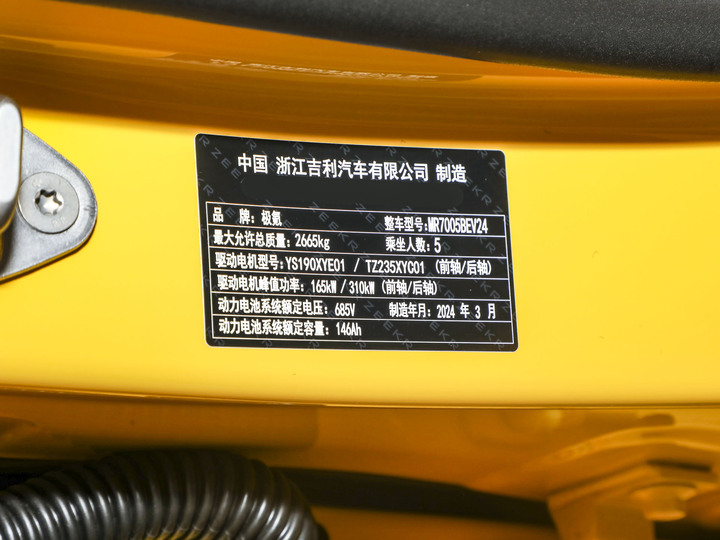 中国 浙江吉利汽车有限公司 制造
品 牌：极氪 整车型号：MR7005BEV24
最大允许总质量：2665kg 乘坐人数：5
驱动电机型号：YS190XYE01 / TZ235XYC01（前轴/后轴）
驱动电机峰值功率：165kW / 310kW（前轴/后轴）
动力电池系统额定电压：685V 制造年月：2024 年 3 月
动力电池系统额定容量：146Ah
ZEEKR